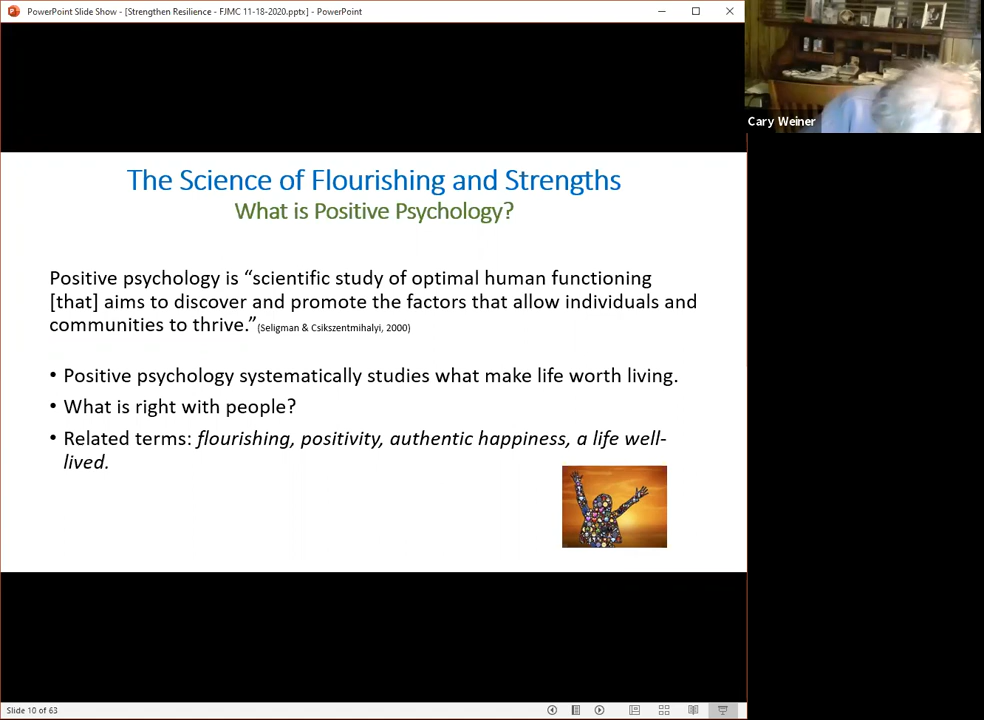 PowerPoint Slide Show - [Strengthen Resilience - FJMC 11-18-2020.pptx] - PowerPoint
Cary Weiner
The Science of Flourishing and Strengths
What is Positive Psychology?
Positive psychology is “scientific study of optimal human functioning
[that] aims to discover and promote the factors that allow individuals and
communities to thrive.”(Seligman & Csikszentmihalyi, 2000)
• Positive psychology systematically studies what make life worth living.
• What is right with people?
• Related terms: flourishing, positivity, authentic happiness, a life well-
lived.
Slide 10 of 63